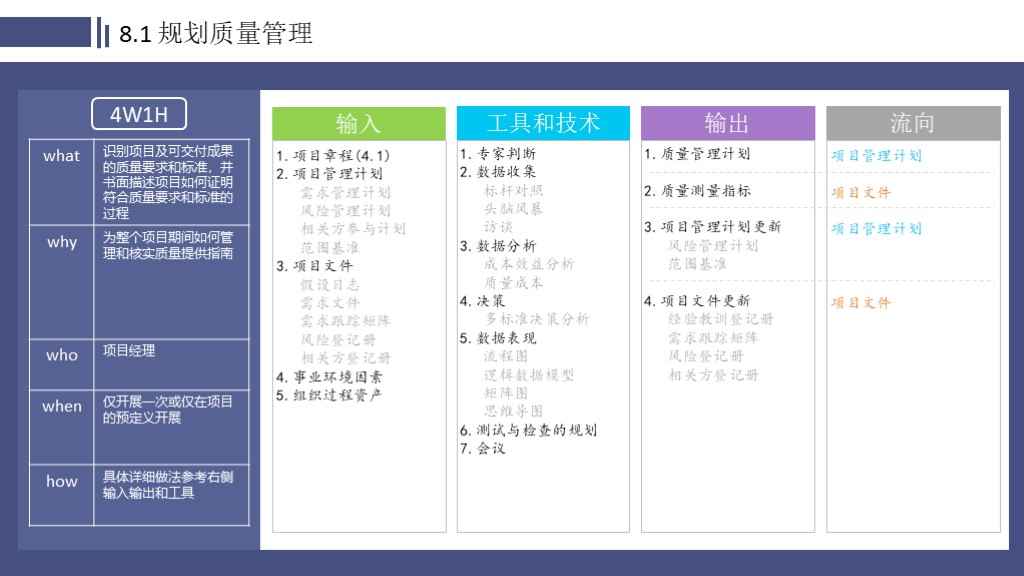 8.1 规划质量管理
4W1H
what
识别项目及可交付成果
的质量要求和标准，并
书面描述项目如何证明
符合质量要求和标准的
过程
why
为整个项目期间如何管
理和核实质量提供指南
who
项目经理
when
仅开展一次或仅在项目
的预定义开展
how
具体详细做法参考右侧
输入输出和工具
输入
1. 项目章程(4.1)
2. 项目管理计划
需求管理计划
风险管理计划
相关方参与计划
范围基准
3. 项目文件
假设日志
需求文件
需求跟踪矩阵
风险登记册
相关方登记册
4. 事业环境因素
5. 组织过程资产
工具和技术
1. 专家判断
2. 数据收集
标杆对照
头脑风暴
访谈
3. 数据分析
成本效益分析
质量成本
4. 决策
多标准决策分析
5. 数据表现
流程图
逻辑数据模型
矩阵图
思维导图
6. 测试与检查的规划
7. 会议
输出
1. 质量管理计划
2. 质量测量指标
3. 项目管理计划更新
风险管理计划
范围基准
4. 项目文件更新
经验教训登记册
需求跟踪矩阵
风险登记册
相关方登记册
流向
项目管理计划
项目文件
项目管理计划
项目文件